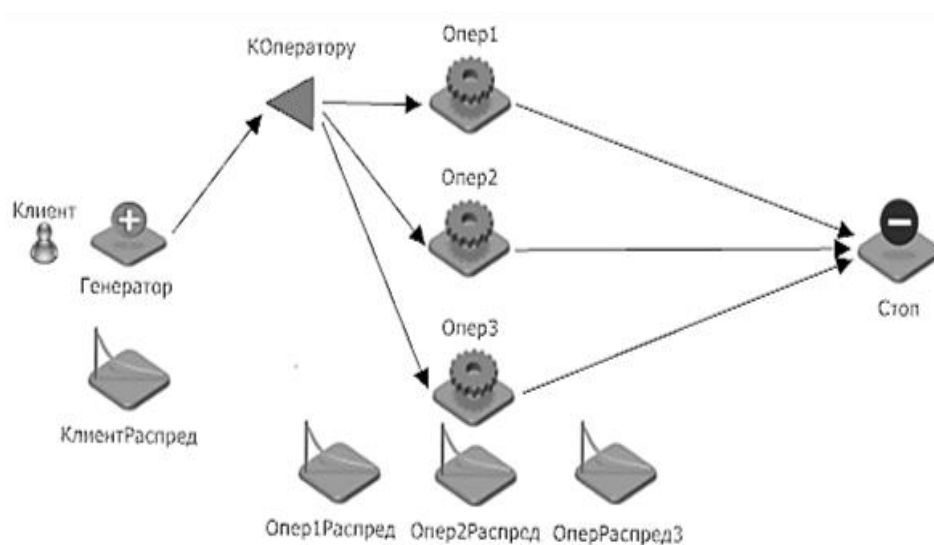 Опер1
КОператору
Опер2
Клиент
Генератор
Стоп
Опер3
КлиентРаспред
Опер1Распред
Опер2Распред
ОперРаспред3